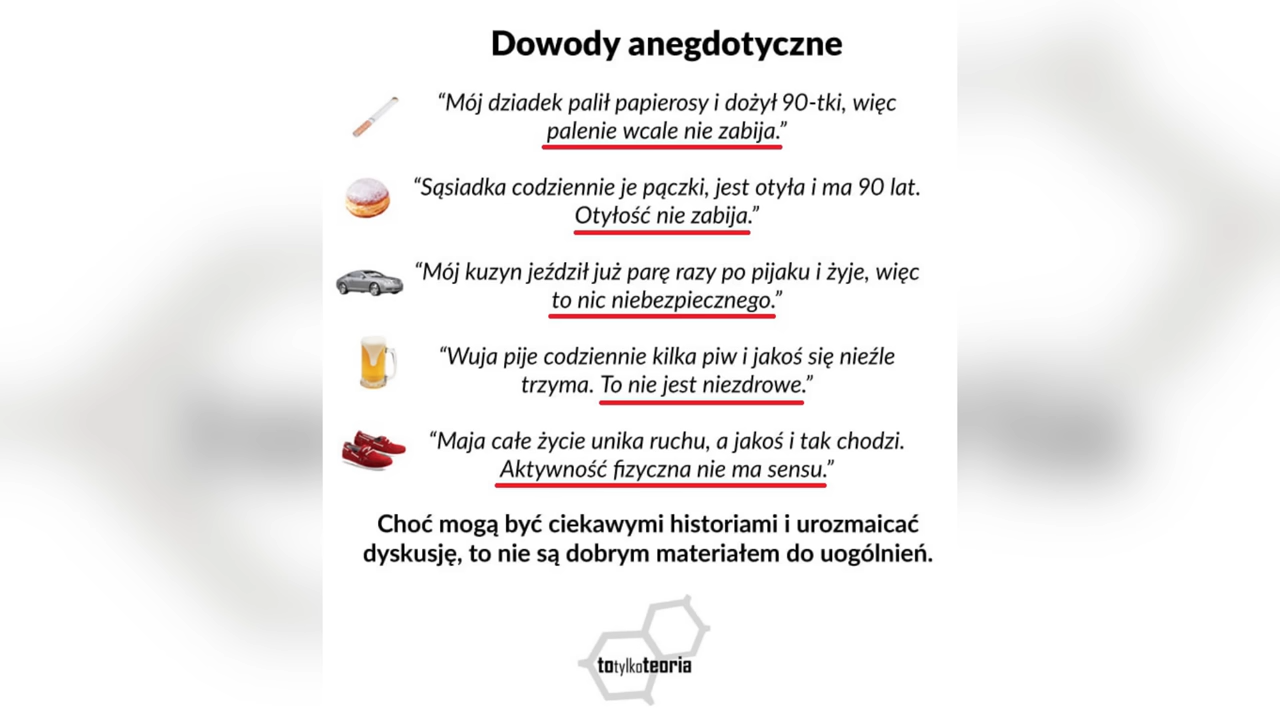 Dowody anegdotyczne
“Mój dziadek palił papierosy i dożył 90-tki, więc
palenie wcale nie zabija.”
“Sąsiadka codziennie je pączki, jest otyła i ma 90 lat.
Otyłość nie zabija.”
“Mój kuzyn jeździł już parę razy po pijaku i żyje, więc
to nic niebezpiecznego.”
“Wuja pije codziennie kilka piw i jakoś się nieźle
trzyma. To nie jest niezdrowe.”
“Maja całe życie unika ruchu, a jakoś i tak chodzi.
Aktywność fizyczna nie ma sensu.”
Choć mogą być ciekawymi historiami i urozmaicać
dyskusję, to nie są dobrym materiałem do uogólnień.
totylkoteoria